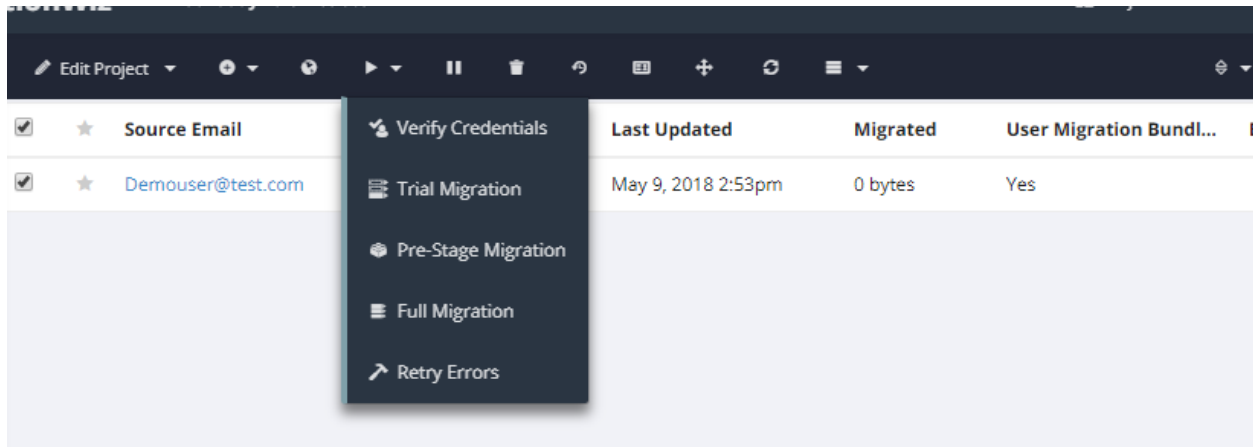 Edit Project
Source Email
Last Updated
Migrated
User Migration Bundl...
Demouser@test.com
May 9, 2018 2:53pm
0 bytes
Yes
Verify Credentials
Trial Migration
Pre-Stage Migration
Full Migration
Retry Errors